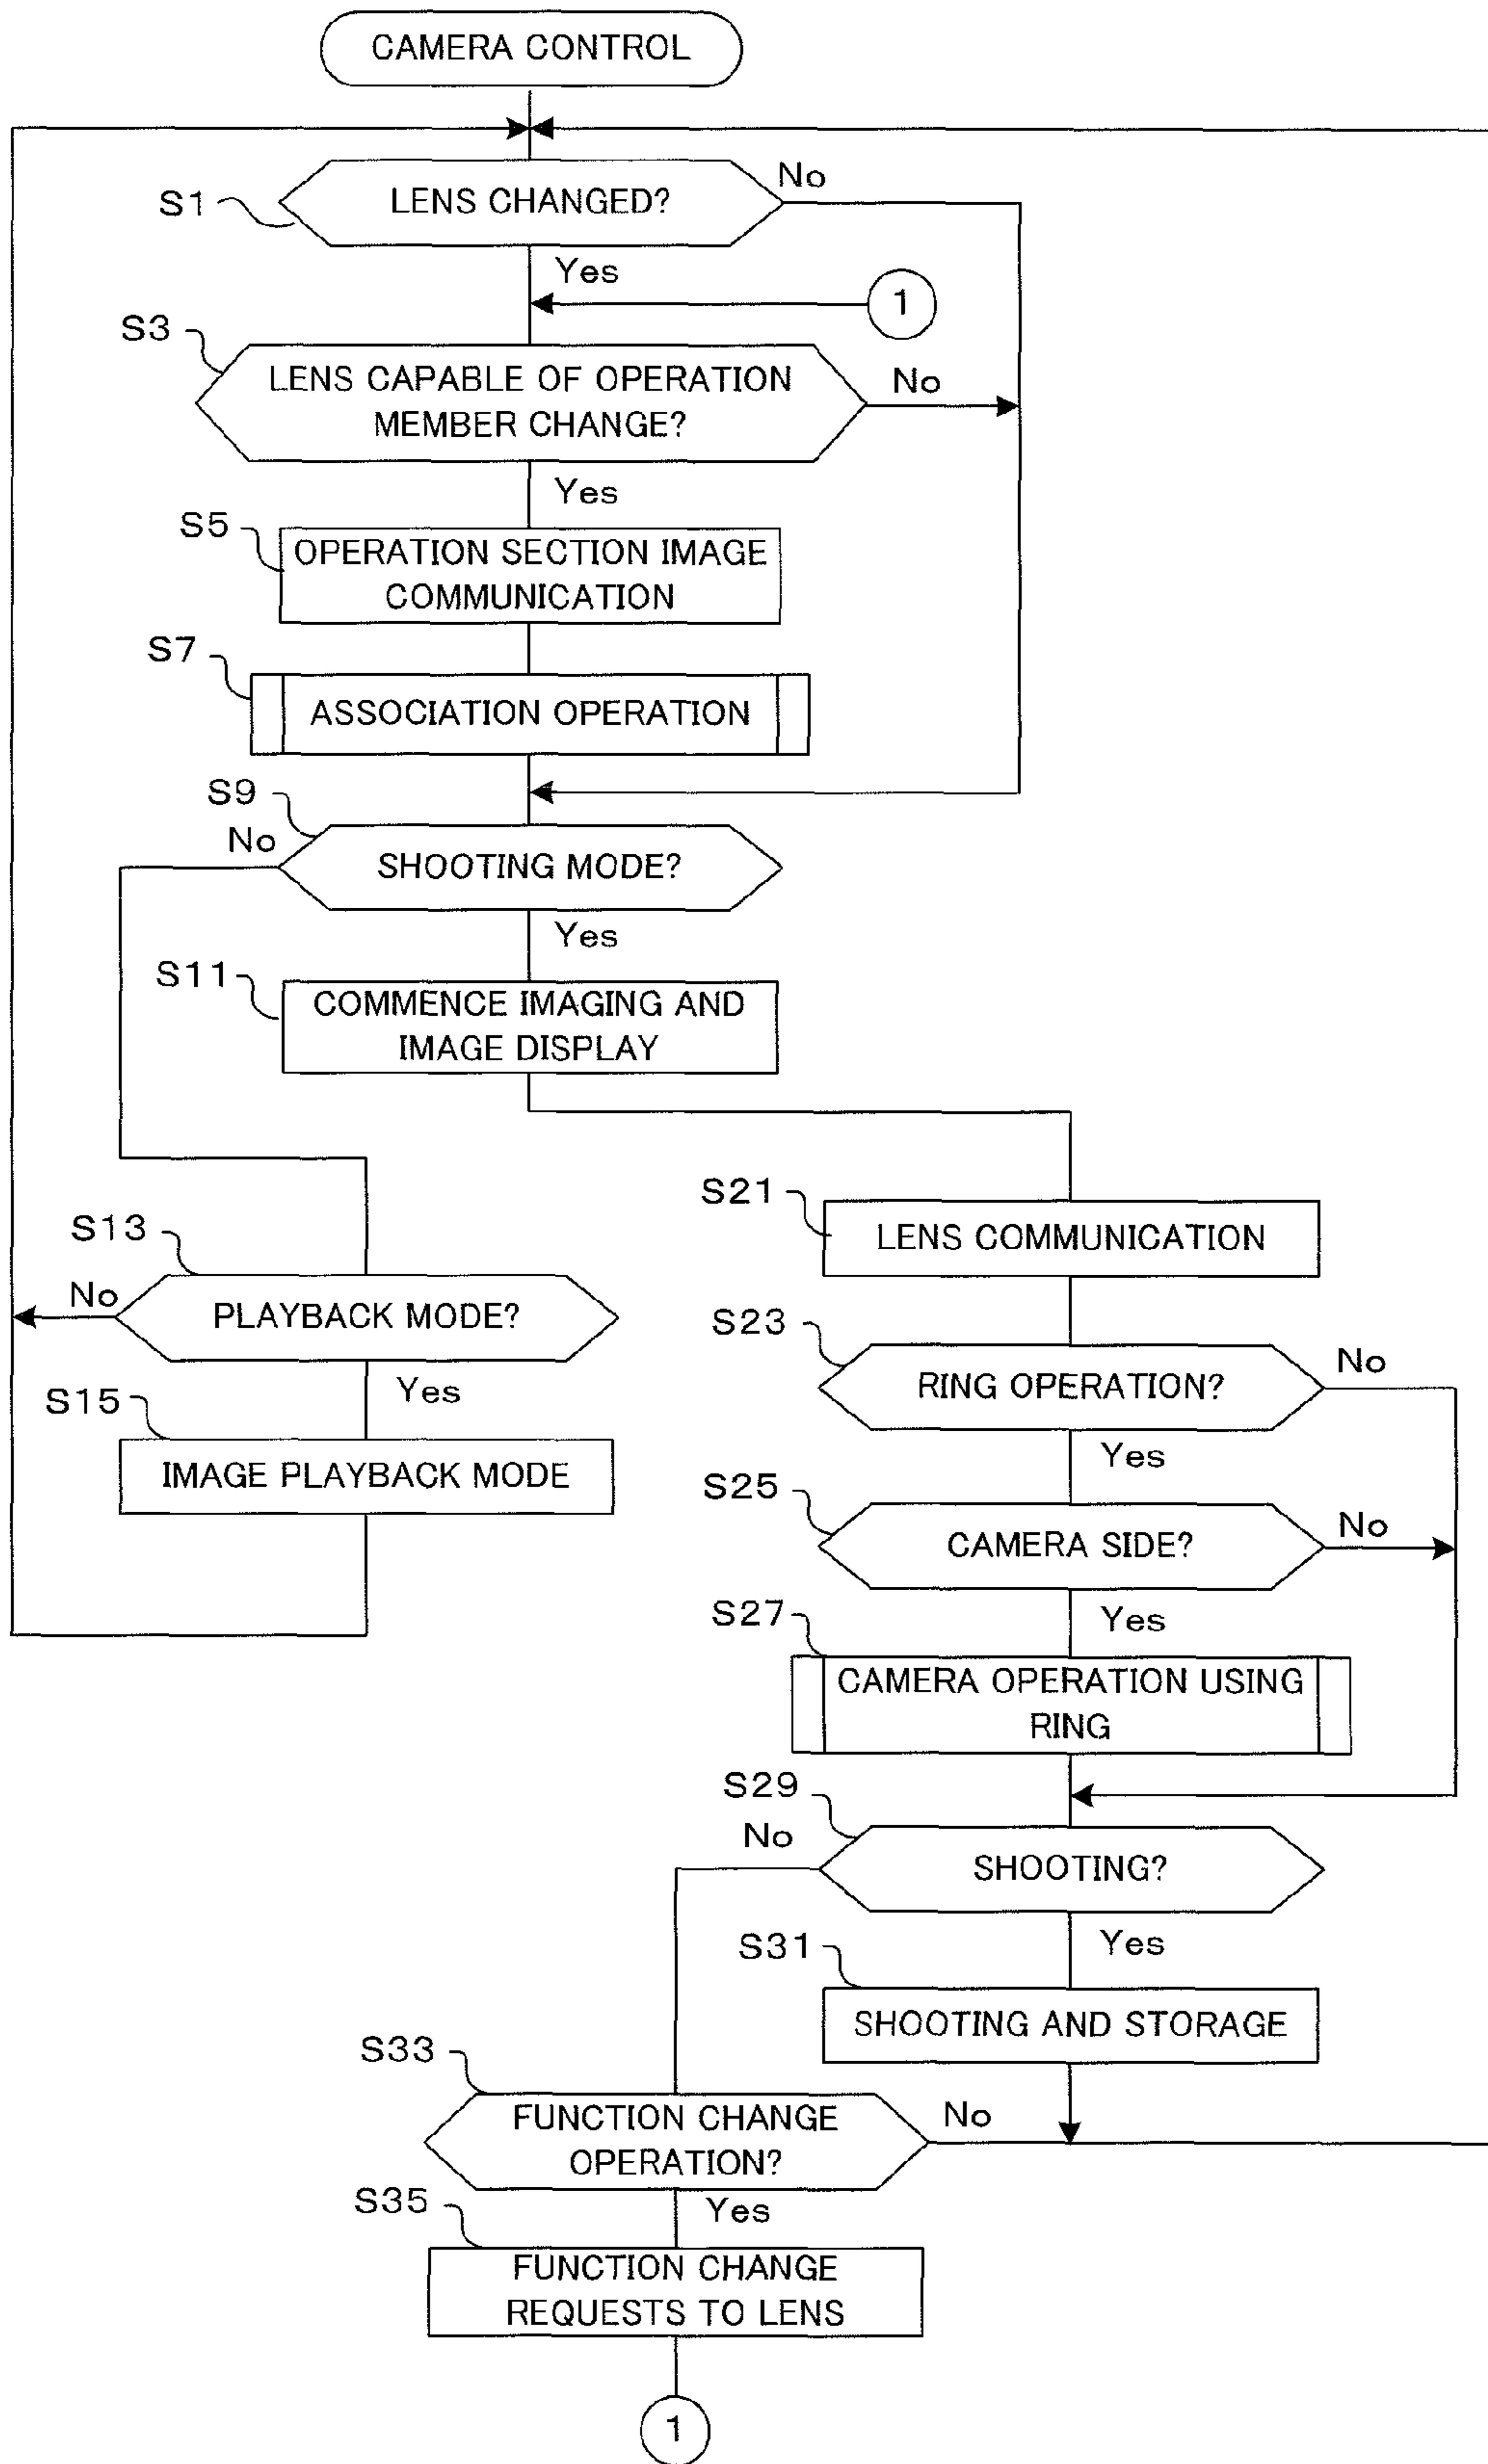 CAMERA CONTROL
S1
LENS CHANGED?
No
Yes
1
S3
LENS CAPABLE OF OPERATION
MEMBER CHANGE?
No
Yes
S5
OPERATION SECTION IMAGE
COMMUNICATION
S7
ASSOCIATION OPERATION
S9
No
SHOOTING MODE?
Yes
S11
COMMENCE IMAGING AND
IMAGE DISPLAY
S13
No
PLAYBACK MODE?
Yes
S15
IMAGE PLAYBACK MODE
S21
LENS COMMUNICATION
S23
RING OPERATION?
No
Yes
S25
CAMERA SIDE?
No
Yes
S27
CAMERA OPERATION USING
RING
S29
No
SHOOTING?
Yes
S31
SHOOTING AND STORAGE
S33
FUNCTION CHANGE
OPERATION?
No
Yes
S35
FUNCTION CHANGE
REQUESTS TO LENS
1